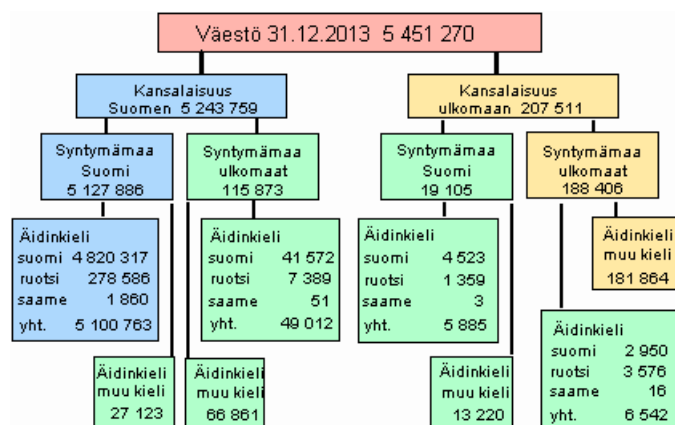 Väestö 31.12.2013 5 451 270
Kansalaisuus
Suomen 5 243 759
Kansalaisuus
ulkomaan 207 511
Syntymämaa
Suomi
5 127 886
Syntymämaa
ulkomaat
115 873
Syntymämaa
Suomi
19 105
Syntymämaa
ulkomaat
188 406
Äidinkieli
suomi 4 820 317
ruotsi 278 586
saame 1 860
yht. 5 100 763
Äidinkieli
suomi 41 572
ruotsi 7 389
saame 51
yht. 49 012
Äidinkieli
suomi 4 523
ruotsi 1 359
saame 3
yht. 5 885
Äidinkieli
muu kieli
181 864
Äidinkieli
muu kieli
27 123
Äidinkieli
muu kieli
66 861
Äidinkieli
muu kieli
13 220
Äidinkieli
suomi 2 950
ruotsi 3 576
saame 16
yht. 6 542